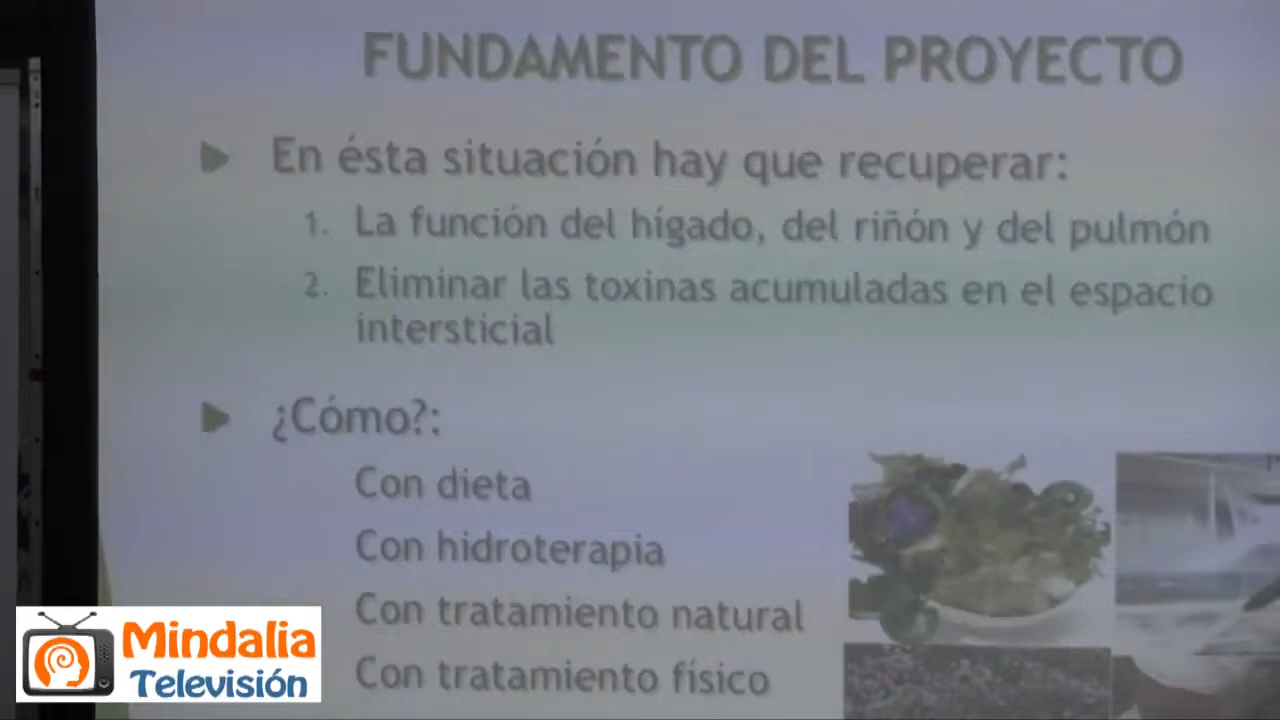 FUNDAMENTO DEL PROYECTO
En ésta situación hay que recuperar:
1. La función del hígado, del riñón y del pulmón
2. Eliminar las toxinas acumuladas en el espacio
intersticial
¿Cómo?:
Con dieta
Con hidroterapia
Con tratamiento natural
Con tratamiento físico
Mindalia
Televisión